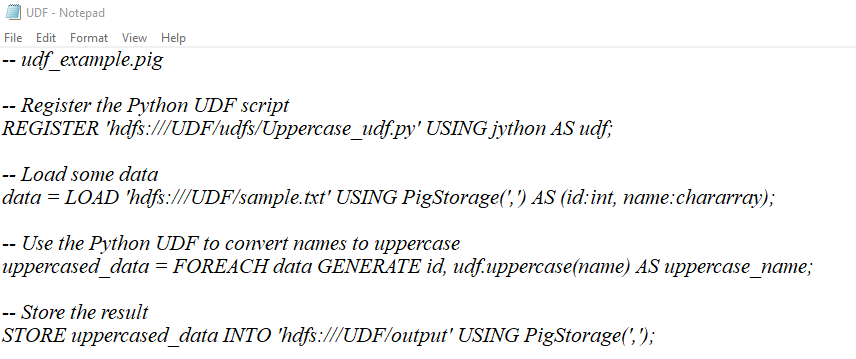 UDF - Notepad
File Edit Format View Help
-- udf_example.pig
-- Register the Python UDF script
REGISTER 'hdfs:///UDF/udfs/Uppercase_udf.py' USING jython AS udf;
-- Load some data
data = LOAD 'hdfs:///UDF/sample.txt' USING PigStorage(',') AS (id:int, name:chararray);
-- Use the Python UDF to convert names to uppercase
uppercased_data = FOREACH data GENERATE id, udf.uppercase(name) AS uppercase_name;
-- Store the result
STORE uppercased_data INTO 'hdfs:///UDF/output' USING PigStorage(',');